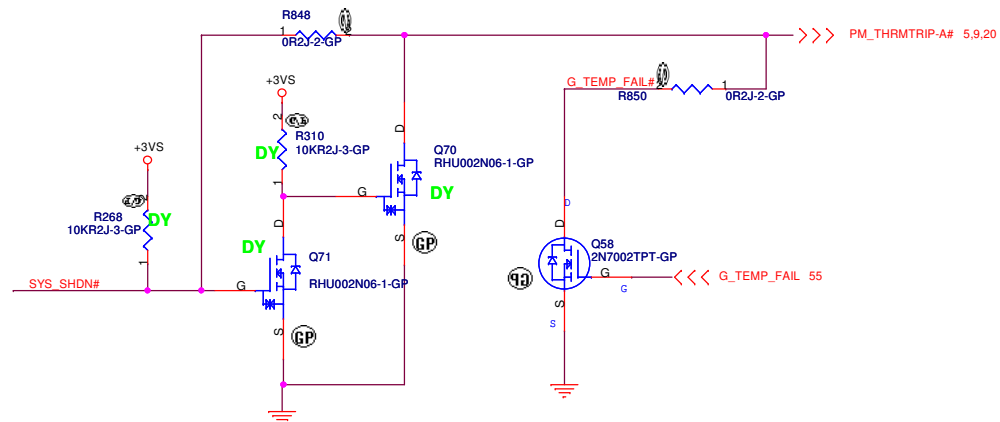 R848
1
0R2J-2-GP
PM_THRMTRIP-A# 5,9,20
G_TEMP_FAIL#
2
1
R850
0R2J-2-GP
+3VS
2
R310
10KR2J-3-GP
DY
1
D
Q70
RHU002N06-1-GP
G
DY
S
GP
+3VS
DY
R268
10KR2J-3-GP
1
D
DY
Q71
RHU002N06-1-GP
SYS_SHDN#
G
S
GP
D
D
Q58
2N7002TPT-GP
G
G
G_TEMP_FAIL 55
GP
S
S